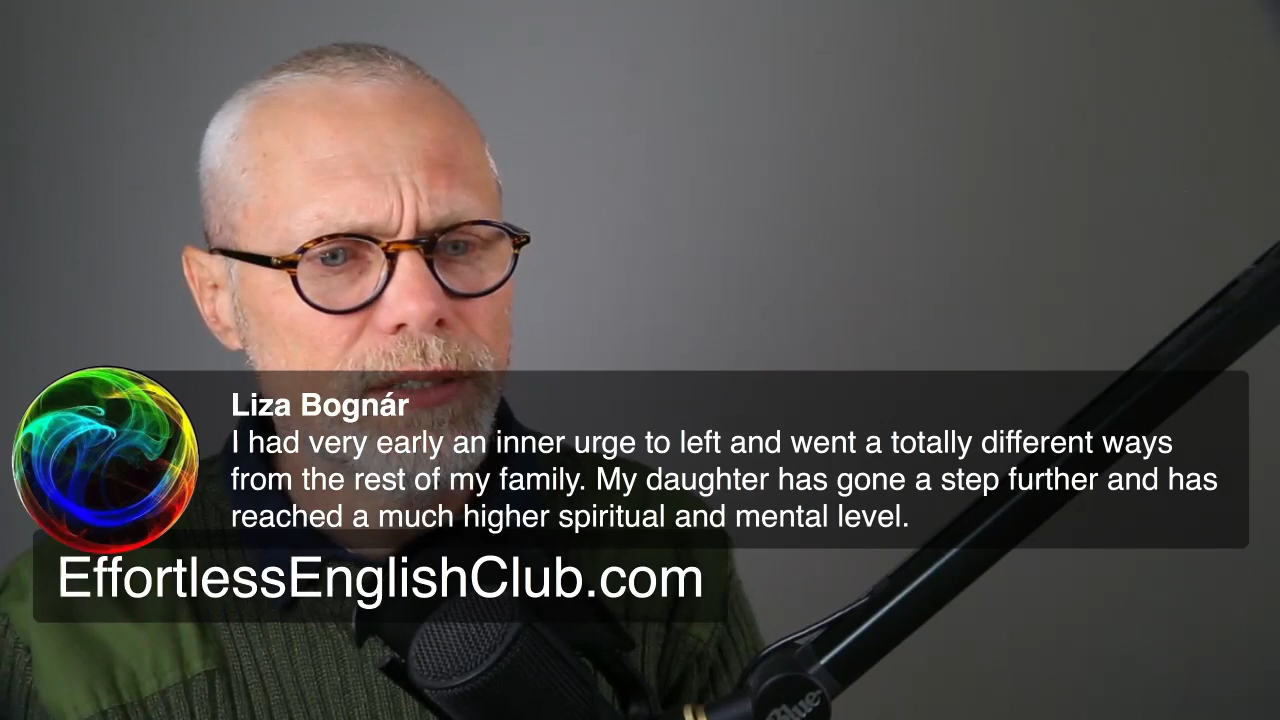 Liza Bognár
I had very early an inner urge to left and went a totally different ways
from the rest of my family. My daughter has gone a step further and has
reached a much higher spiritual and mental level.
EffortlessEnglishClub.com
Blue